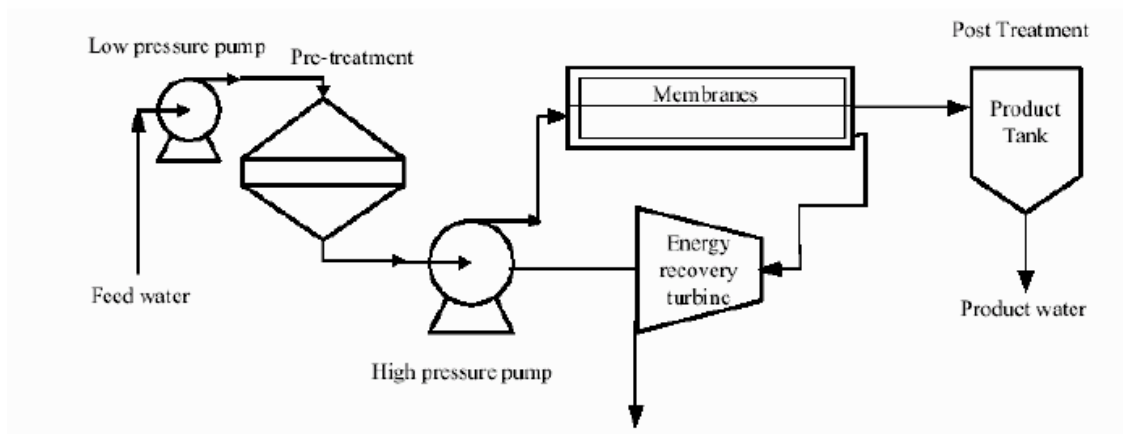 Low pressure pump
Pre-treatment
Post Treatment
Membranes
Product
Tank
Energy
recovery
turbine
Feed water
Product water
High pressure pump